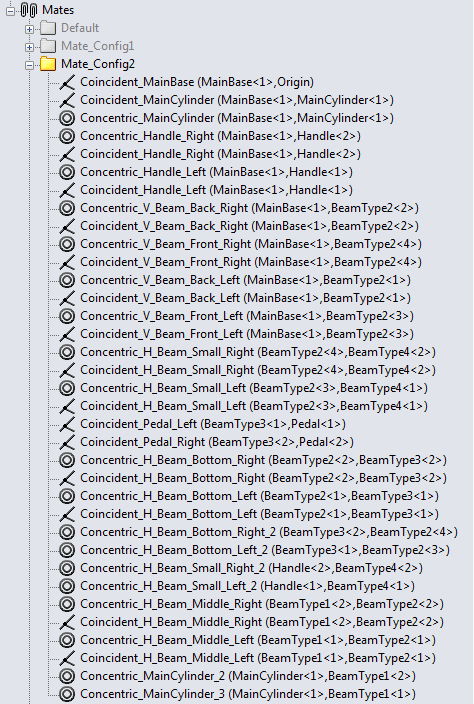 Mates
Default
Mate_Config1
Mate_Config2
Coincident_MainBase (MainBase<1>,Origin)
Coincident_MainCylinder (MainBase<1>,MainCylinder<1>)
Concentric_MainCylinder (MainBase<1>,MainCylinder<1>)
Concentric_Handle_Right (MainBase<1>,Handle<2>)
Coincident_Handle_Right (MainBase<1>,Handle<2>)
Concentric_Handle_Left (MainBase<1>,Handle<1>)
Coincident_Handle_Left (MainBase<1>,Handle<1>)
Concentric_V_Beam_Back_Right (MainBase<1>,BeamType2<2>)
Coincident_V_Beam_Back_Right (MainBase<1>,BeamType2<2>)
Concentric_V_Beam_Front_Right (MainBase<1>,BeamType2<4>)
Coincident_V_Beam_Front_Right (MainBase<1>,BeamType2<4>)
Concentric_V_Beam_Back_Left (MainBase<1>,BeamType2<1>)
Coincident_V_Beam_Back_Left (MainBase<1>,BeamType2<1>)
Concentric_V_Beam_Front_Left (MainBase<1>,BeamType2<3>)
Coincident_V_Beam_Front_Left (MainBase<1>,BeamType2<3>)
Concentric_H_Beam_Small_Right (BeamType2<4>,BeamType4<2>)
Coincident_H_Beam_Small_Right (BeamType2<4>,BeamType4<2>)
Concentric_H_Beam_Small_Left (BeamType2<3>,BeamType4<1>)
Coincident_H_Beam_Small_Left (BeamType2<3>,BeamType4<1>)
Coincident_Pedal_Left (BeamType3<1>,Pedal<1>)
Coincident_Pedal_Right (BeamType3<2>,Pedal<2>)
Concentric_H_Beam_Bottom_Right (BeamType2<2>,BeamType3<2>)
Coincident_H_Beam_Bottom_Right (BeamType2<2>,BeamType3<2>)
Concentric_H_Beam_Bottom_Left (BeamType2<1>,BeamType3<1>)
Coincident_H_Beam_Bottom_Left (BeamType2<1>,BeamType3<1>)
Concentric_H_Beam_Bottom_Right_2 (BeamType3<2>,BeamType2<4>)
Concentric_H_Beam_Bottom_Left_2 (BeamType3<1>,BeamType2<3>)
Concentric_H_Beam_Small_Right_2 (Handle<2>,BeamType4<2>)
Concentric_H_Beam_Small_Left_2 (Handle<1>,BeamType4<1>)
Concentric_H_Beam_Middle_Right (BeamType1<2>,BeamType2<2>)
Coincident_H_Beam_Middle_Right (BeamType1<2>,BeamType2<2>)
Concentric_H_Beam_Middle_Left (BeamType1<1>,BeamType2<1>)
Coincident_H_Beam_Middle_Left (BeamType1<1>,BeamType2<1>)
Concentric_MainCylinder_2 (MainCylinder<1>,BeamType1<2>)
Concentric_MainCylinder_3 (MainCylinder<1>,BeamType1<1>)